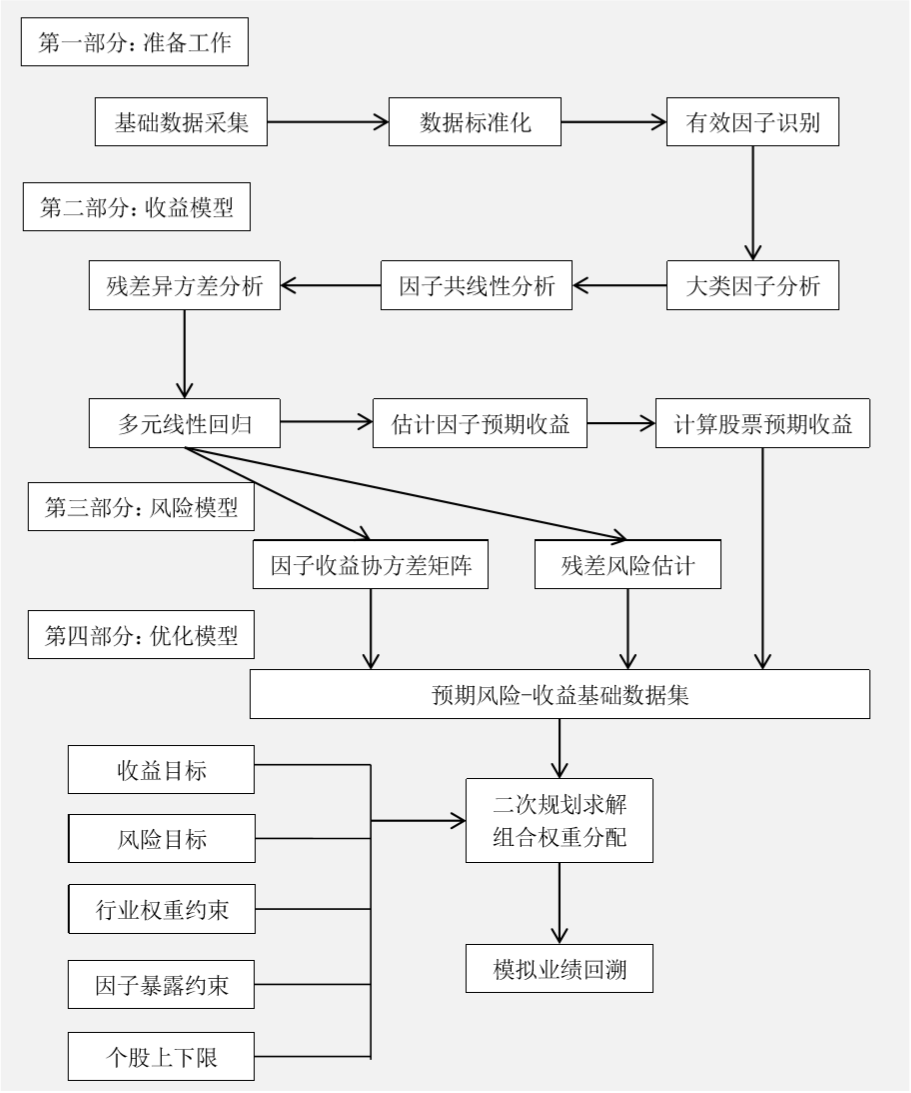 第一部分：准备工作
基础数据采集
数据标准化
有效因子识别
第二部分：收益模型
残差异方差分析
因子共线性分析
大类因子分析
多元线性回归
估计因子预期收益
计算股票预期收益
第三部分：风险模型
因子收益协方差矩阵
残差风险估计
第四部分：优化模型
预期风险-收益基础数据集
收益目标
二次规划求解
组合权重分配
风险目标
行业权重约束
因子暴露约束
模拟业绩回溯
个股上下限